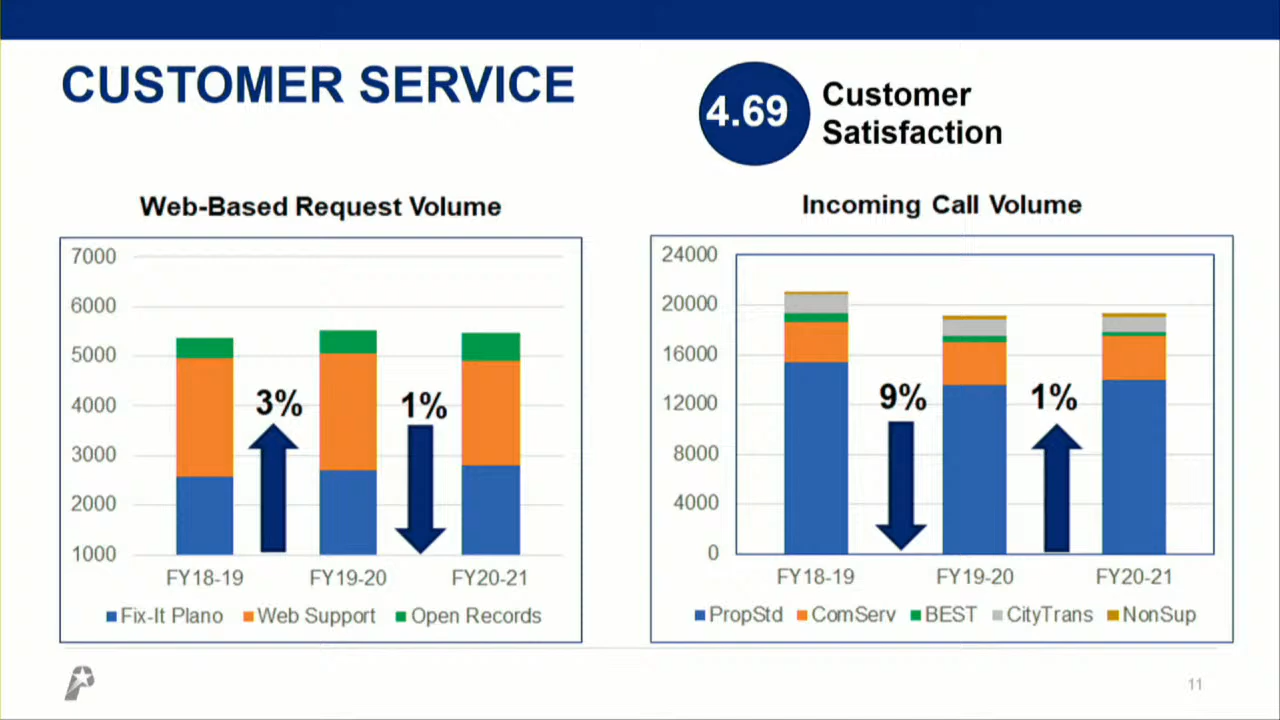 CUSTOMER SERVICE
4.69
Customer
Satisfaction
Web-Based Request Volume
7000
6000
5000
4000
3000
2000
1000
3%
1%
FY18-19 FY19-20 FY20-21
Fix-It Plano Web Support Open Records
Incoming Call Volume
24000
20000
16000
12000
8000
4000
0
9%
1%
FY18-19 FY19-20 FY20-21
PropStd ComServ BEST CityTrans NonSup
11